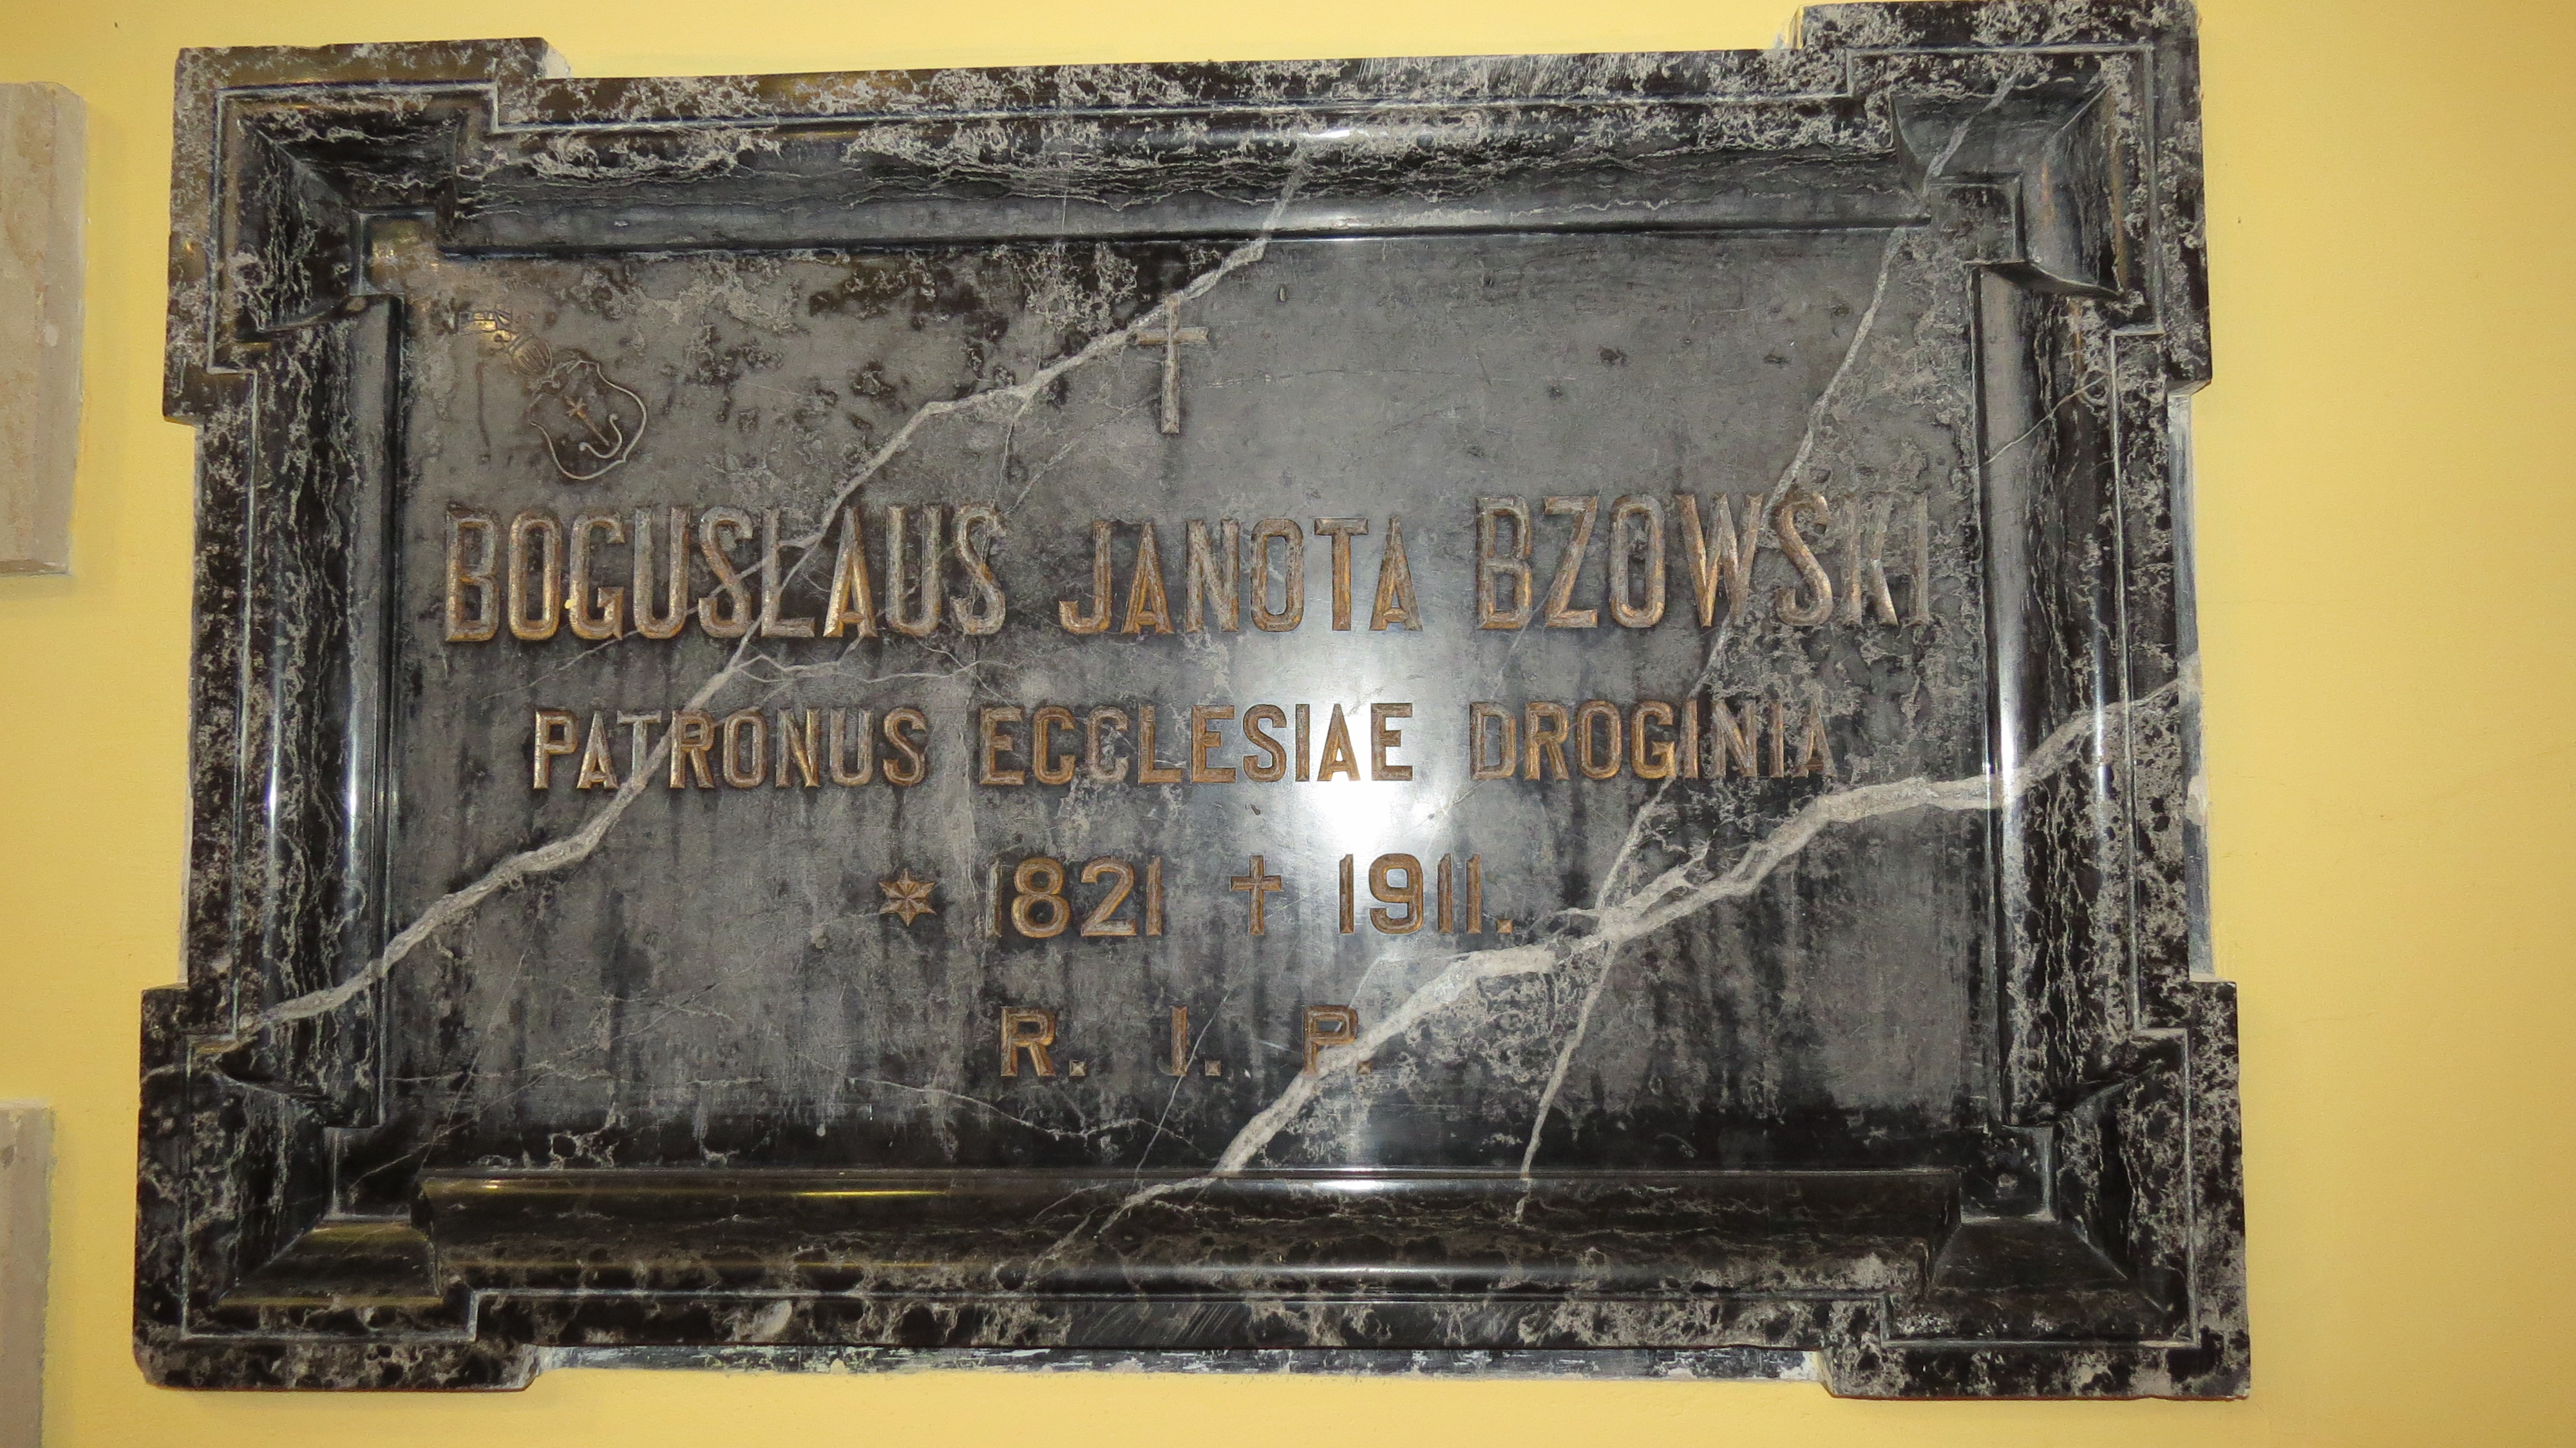 BOGUSLAUS JANOTA BZOWSKI
PATRONUS ECCLESIAE DROGINIA
* 1821 † 1911.
R. J. P.